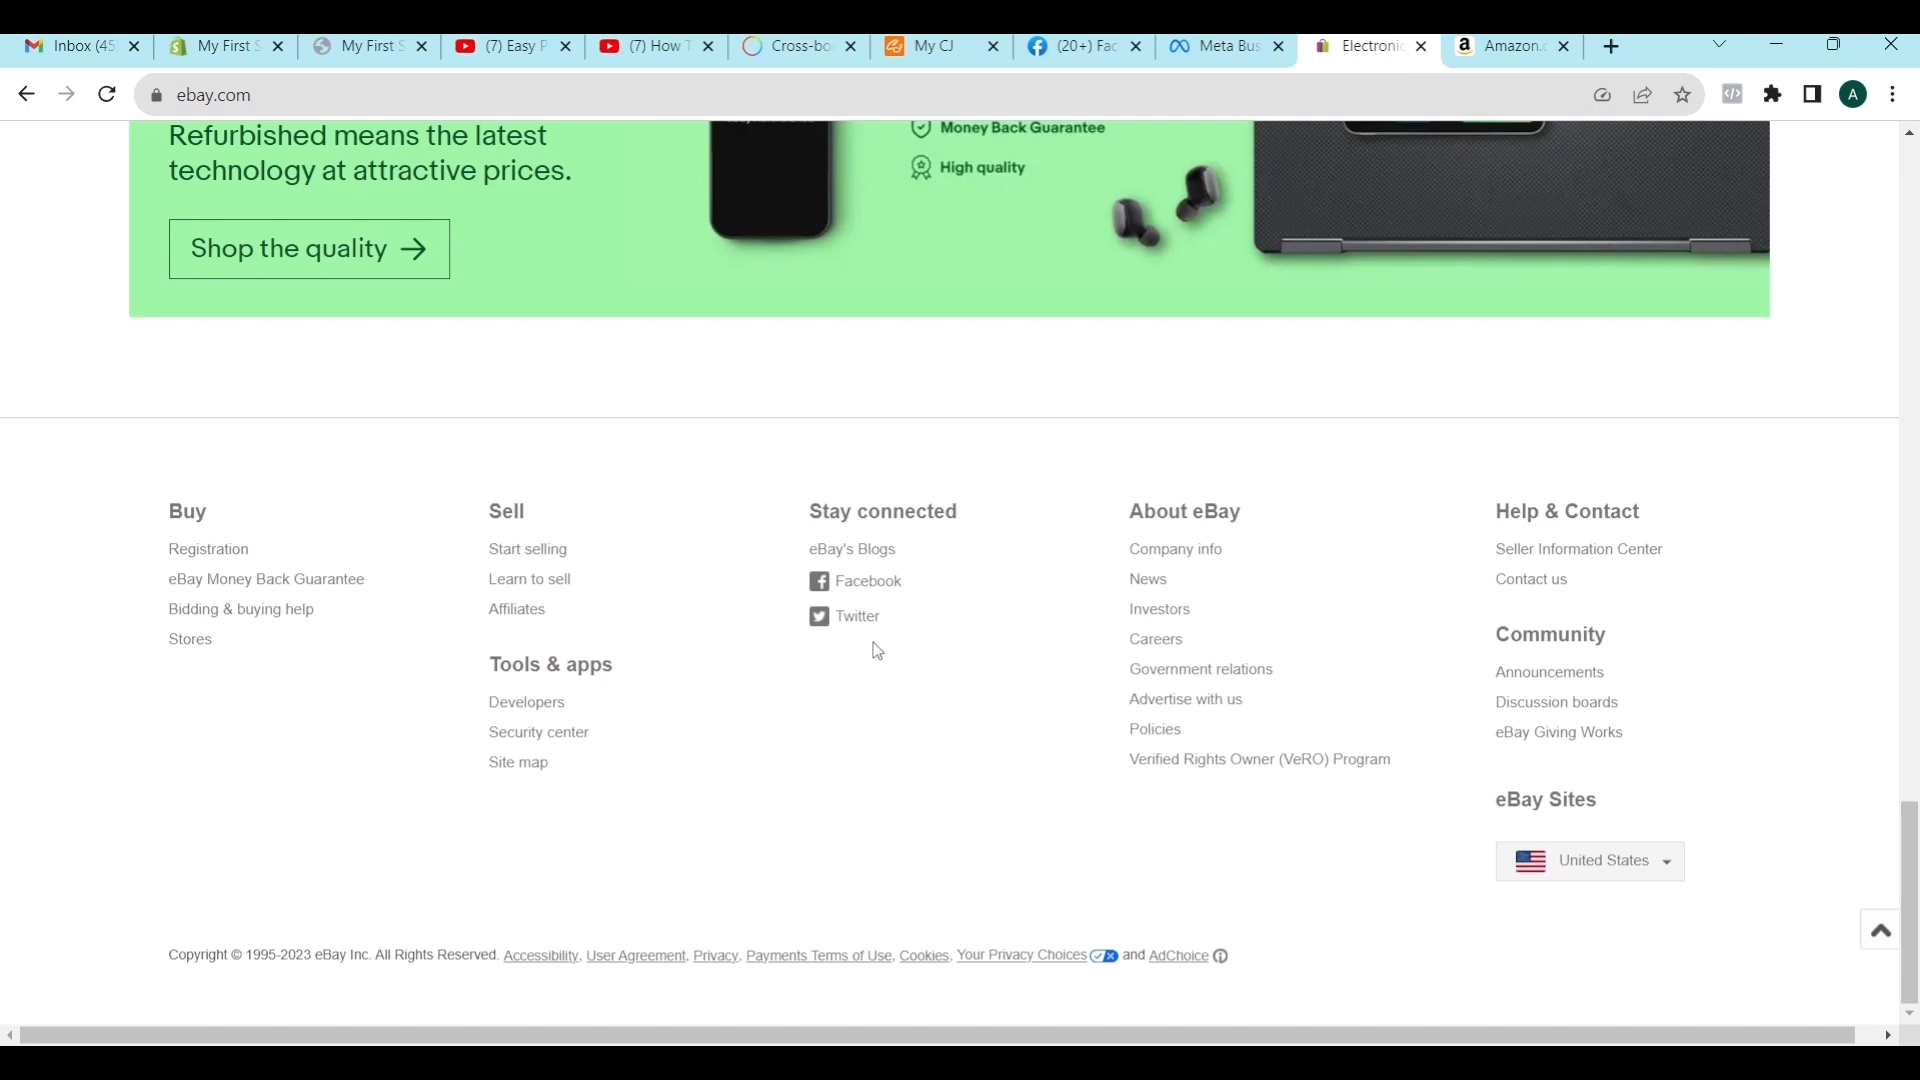 Inbox (45
My First S
My First S
(7) Easy P
(7) How T
Cross-bo
My CJ
(20+) Fac
Meta Bus
Electronic
Amazon.c
ebay.com
A
Refurbished means the latest
technology at attractive prices.
Shop the quality
Money Back Guarantee
High quality
Buy
Registration
eBay Money Back Guarantee
Bidding & buying help
Stores
Sell
Start selling
Learn to sell
Affiliates
Tools & apps
Developers
Security center
Site map
Stay connected
eBay's Blogs
Facebook
Twitter
About eBay
Company info
News
Investors
Careers
Government relations
Advertise with us
Policies
Verified Rights Owner (VeRO) Program
Help & Contact
Seller Information Center
Contact us
Community
Announcements
Discussion boards
eBay Giving Works
eBay Sites
United States
Copyright © 1995-2023 eBay Inc. All Rights Reserved. Accessibility, User Agreement, Privacy, Payments Terms of Use, Cookies, Your Privacy Choices and AdChoice